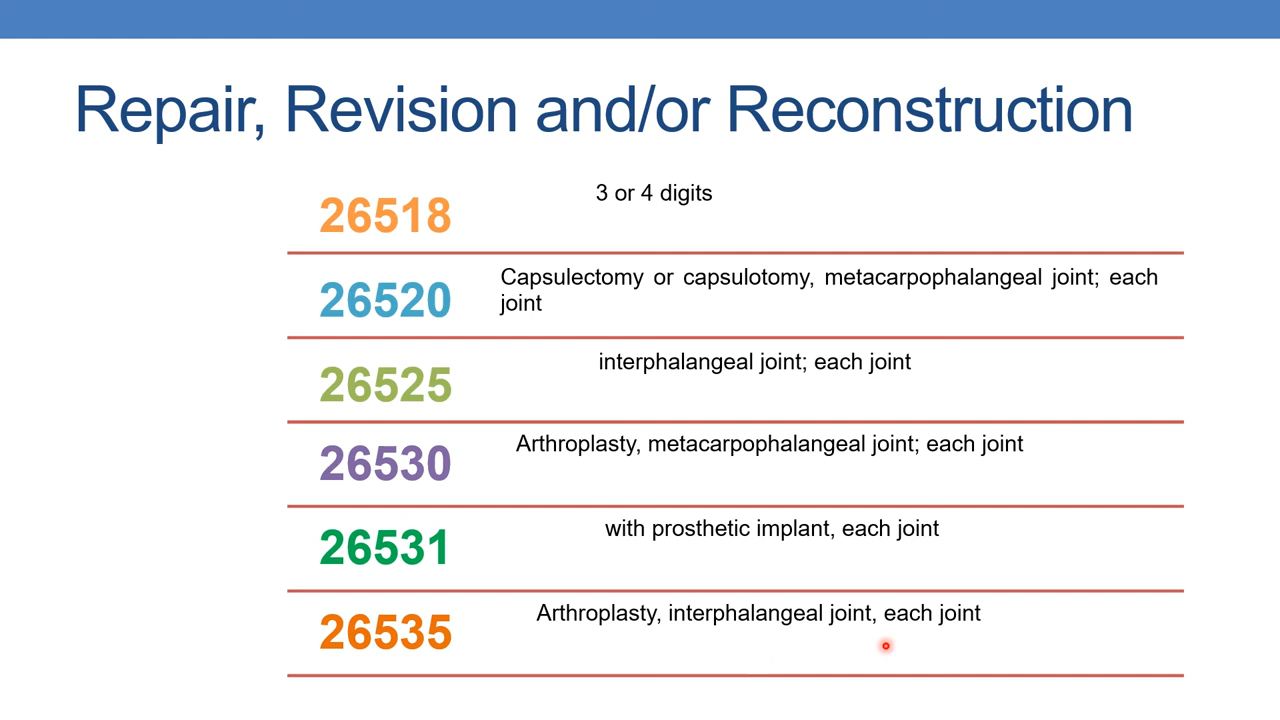 Repair, Revision and/or Reconstruction
26518
3 or 4 digits
26520
Capsulectomy or capsulotomy, metacarpophalangeal joint; each
joint
26525
interphalangeal joint; each joint
26530
Arthroplasty, metacarpophalangeal joint; each joint
26531
with prosthetic implant, each joint
26535
Arthroplasty, interphalangeal joint, each joint